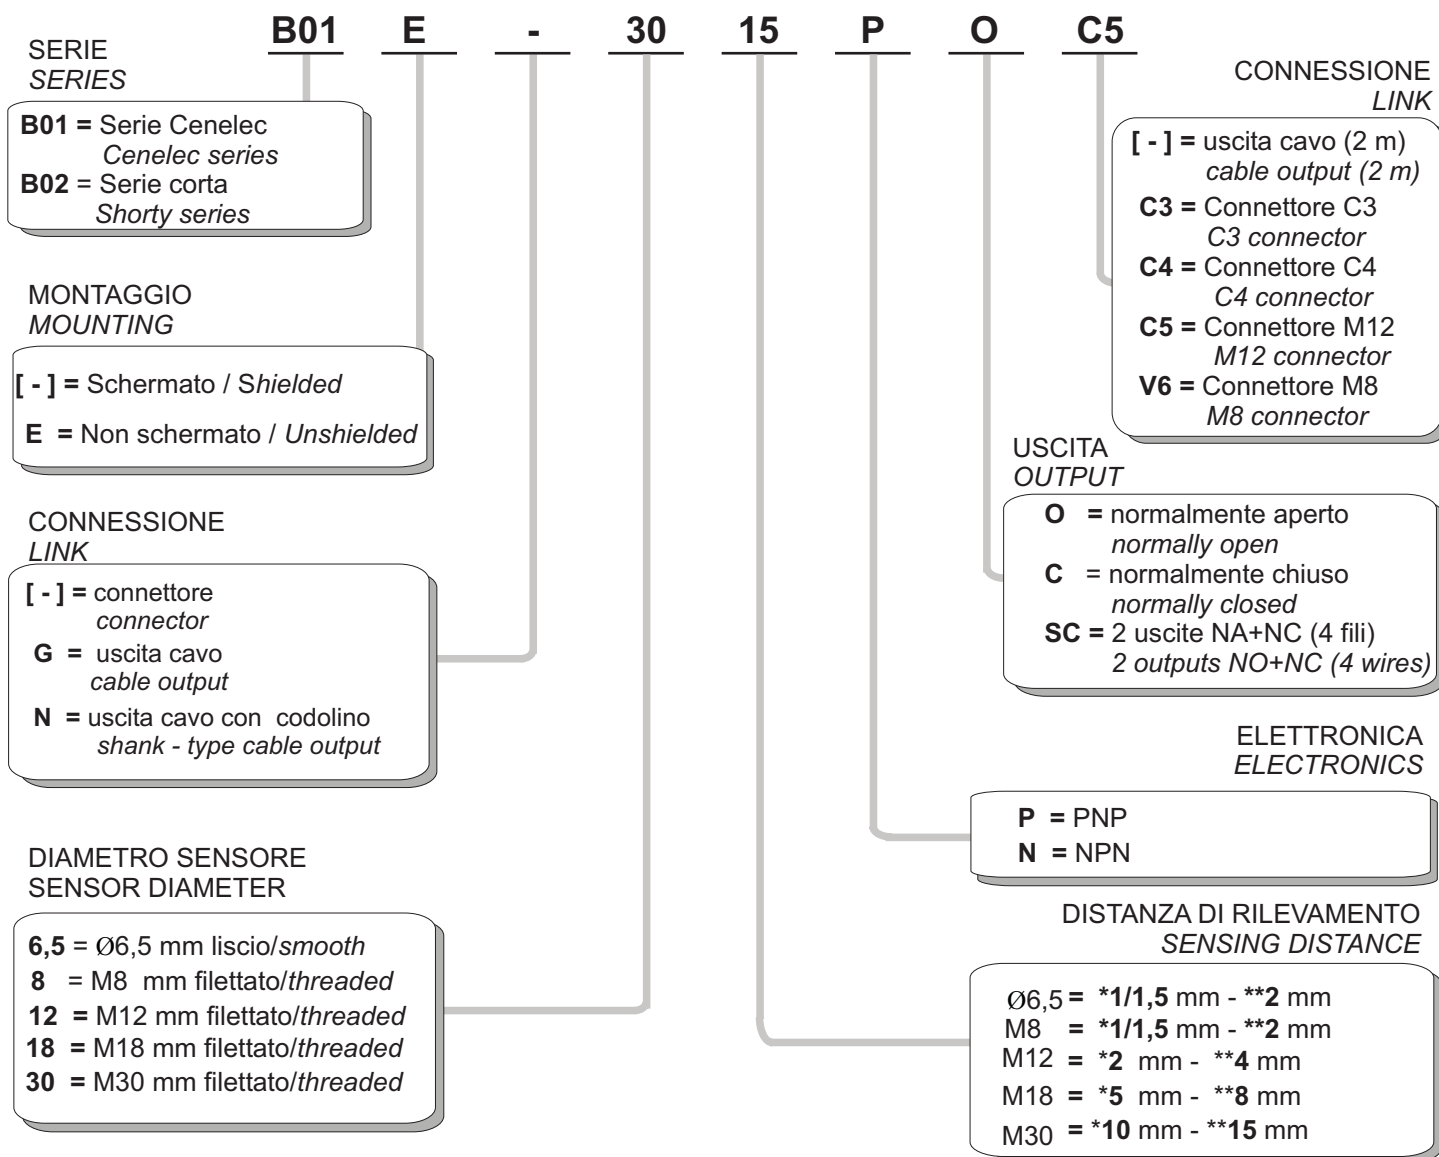 B01 E - 30 15 P O C5
SERIE
SERIES
B01 = Serie Cenelec
Cenelec series
B02 = Serie corta
Shorty series
MONTAGGIO
MOUNTING
[ - ] = Schermato / Shielded
E = Non schermato / Unshielded
CONNESSIONE
LINK
[ - ] = connettore
connector
G = uscita cavo
cable output
N = uscita cavo con codolino
shank - type cable output
DIAMETRO SENSORE
SENSOR DIAMETER
6,5 = Ø6,5 mm liscio/smooth
8 = M8 mm filettato/threaded
12 = M12 mm filettato/threaded
18 = M18 mm filettato/threaded
30 = M30 mm filettato/threaded
CONNESSIONE
LINK
[ - ] = uscita cavo (2 m)
cable output (2 m)
C3 = Connettore C3
C3 connector
C4 = Connettore C4
C4 connector
C5 = Connettore M12
M12 connector
V6 = Connettore M8
M8 connector
USCITA
OUTPUT
O = normalmente aperto
normally open
C = normalmente chiuso
normally closed
SC = 2 uscite NA+NC (4 fili)
2 outputs NO+NC (4 wires)
ELETTRONICA
ELECTRONICS
P = PNP
N = NPN
DISTANZA DI RILEVAMENTO
SENSING DISTANCE
Ø6,5 = *1/1,5 mm - **2 mm
M8 = *1/1,5 mm - **2 mm
M12 = *2 mm - **4 mm
M18 = *5 mm - **8 mm
M30 = *10 mm - **15 mm